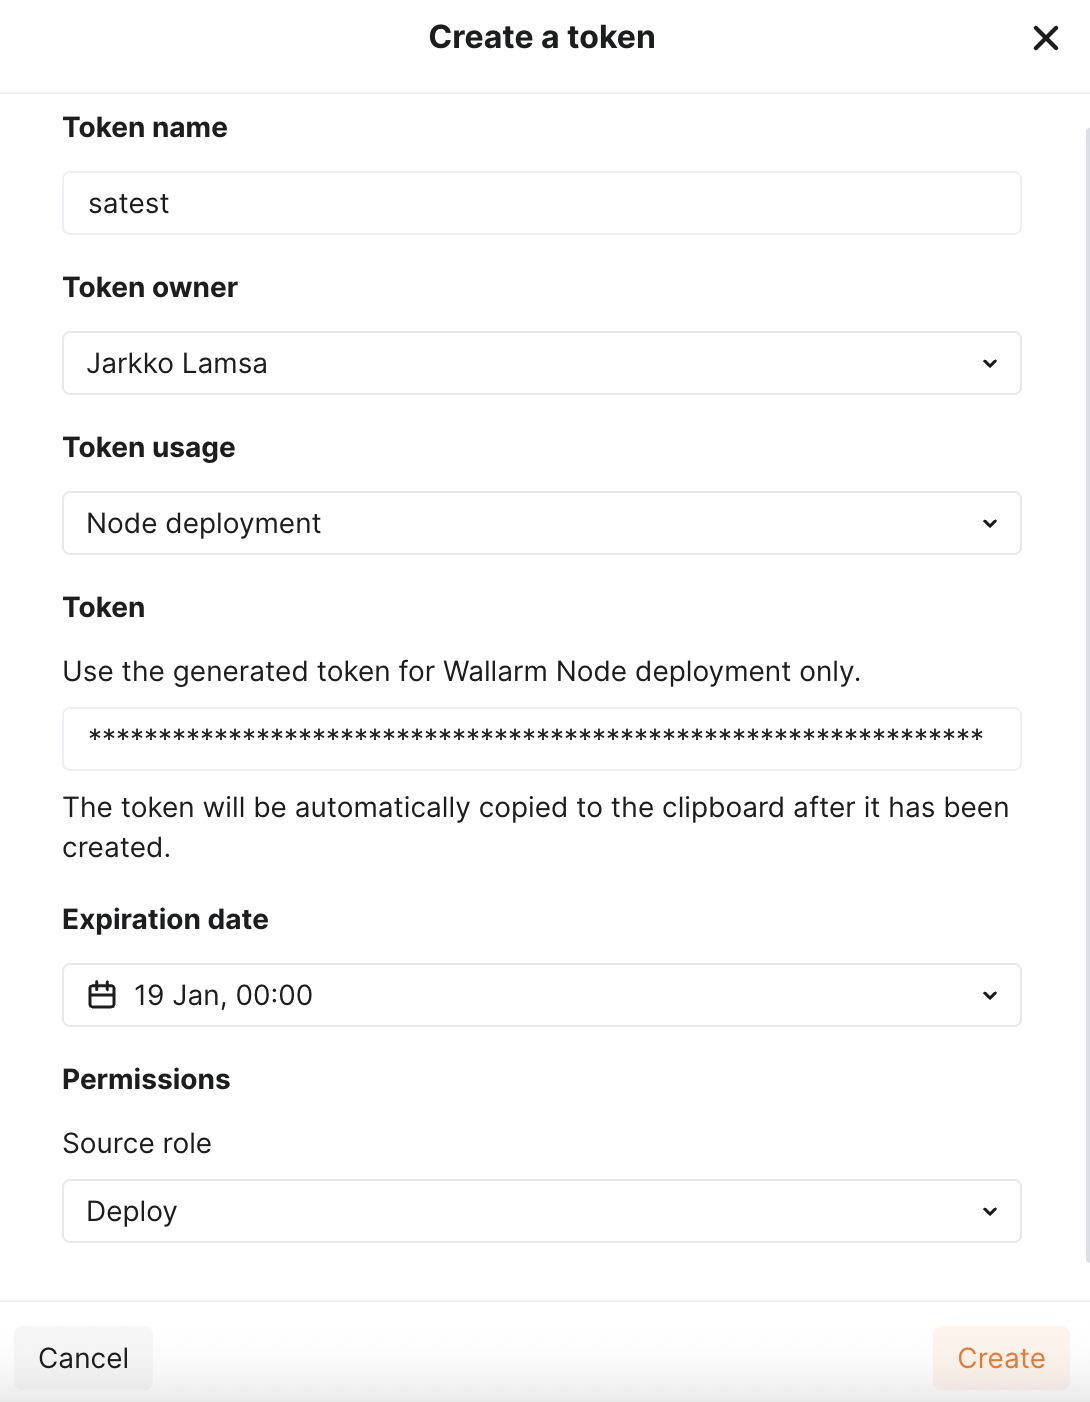 Create a token
Token name
satest
Token owner
Jarkko Lamsa
Token usage
Node deployment
Token
Use the generated token for Wallarm Node deployment only.
****************************************************************
The token will be automatically copied to the clipboard after it has been
created.
Expiration date
19 Jan, 00:00
Permissions
Source role
Deploy
Cancel
Create